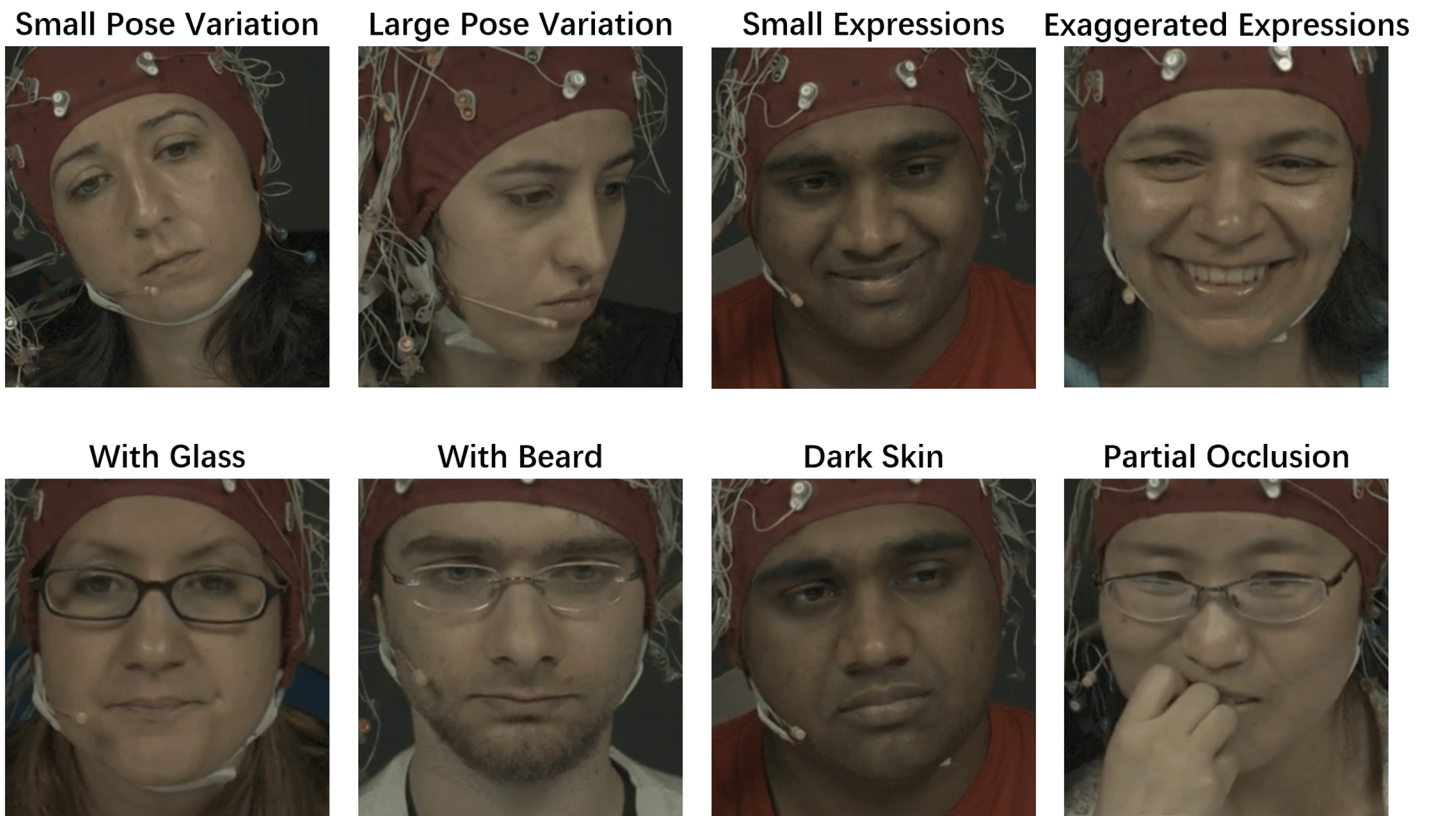 Small Pose Variation
Large Pose Variation
Small Expressions
Exaggerated Expressions
With Glass
With Beard
Dark Skin
Partial Occlusion